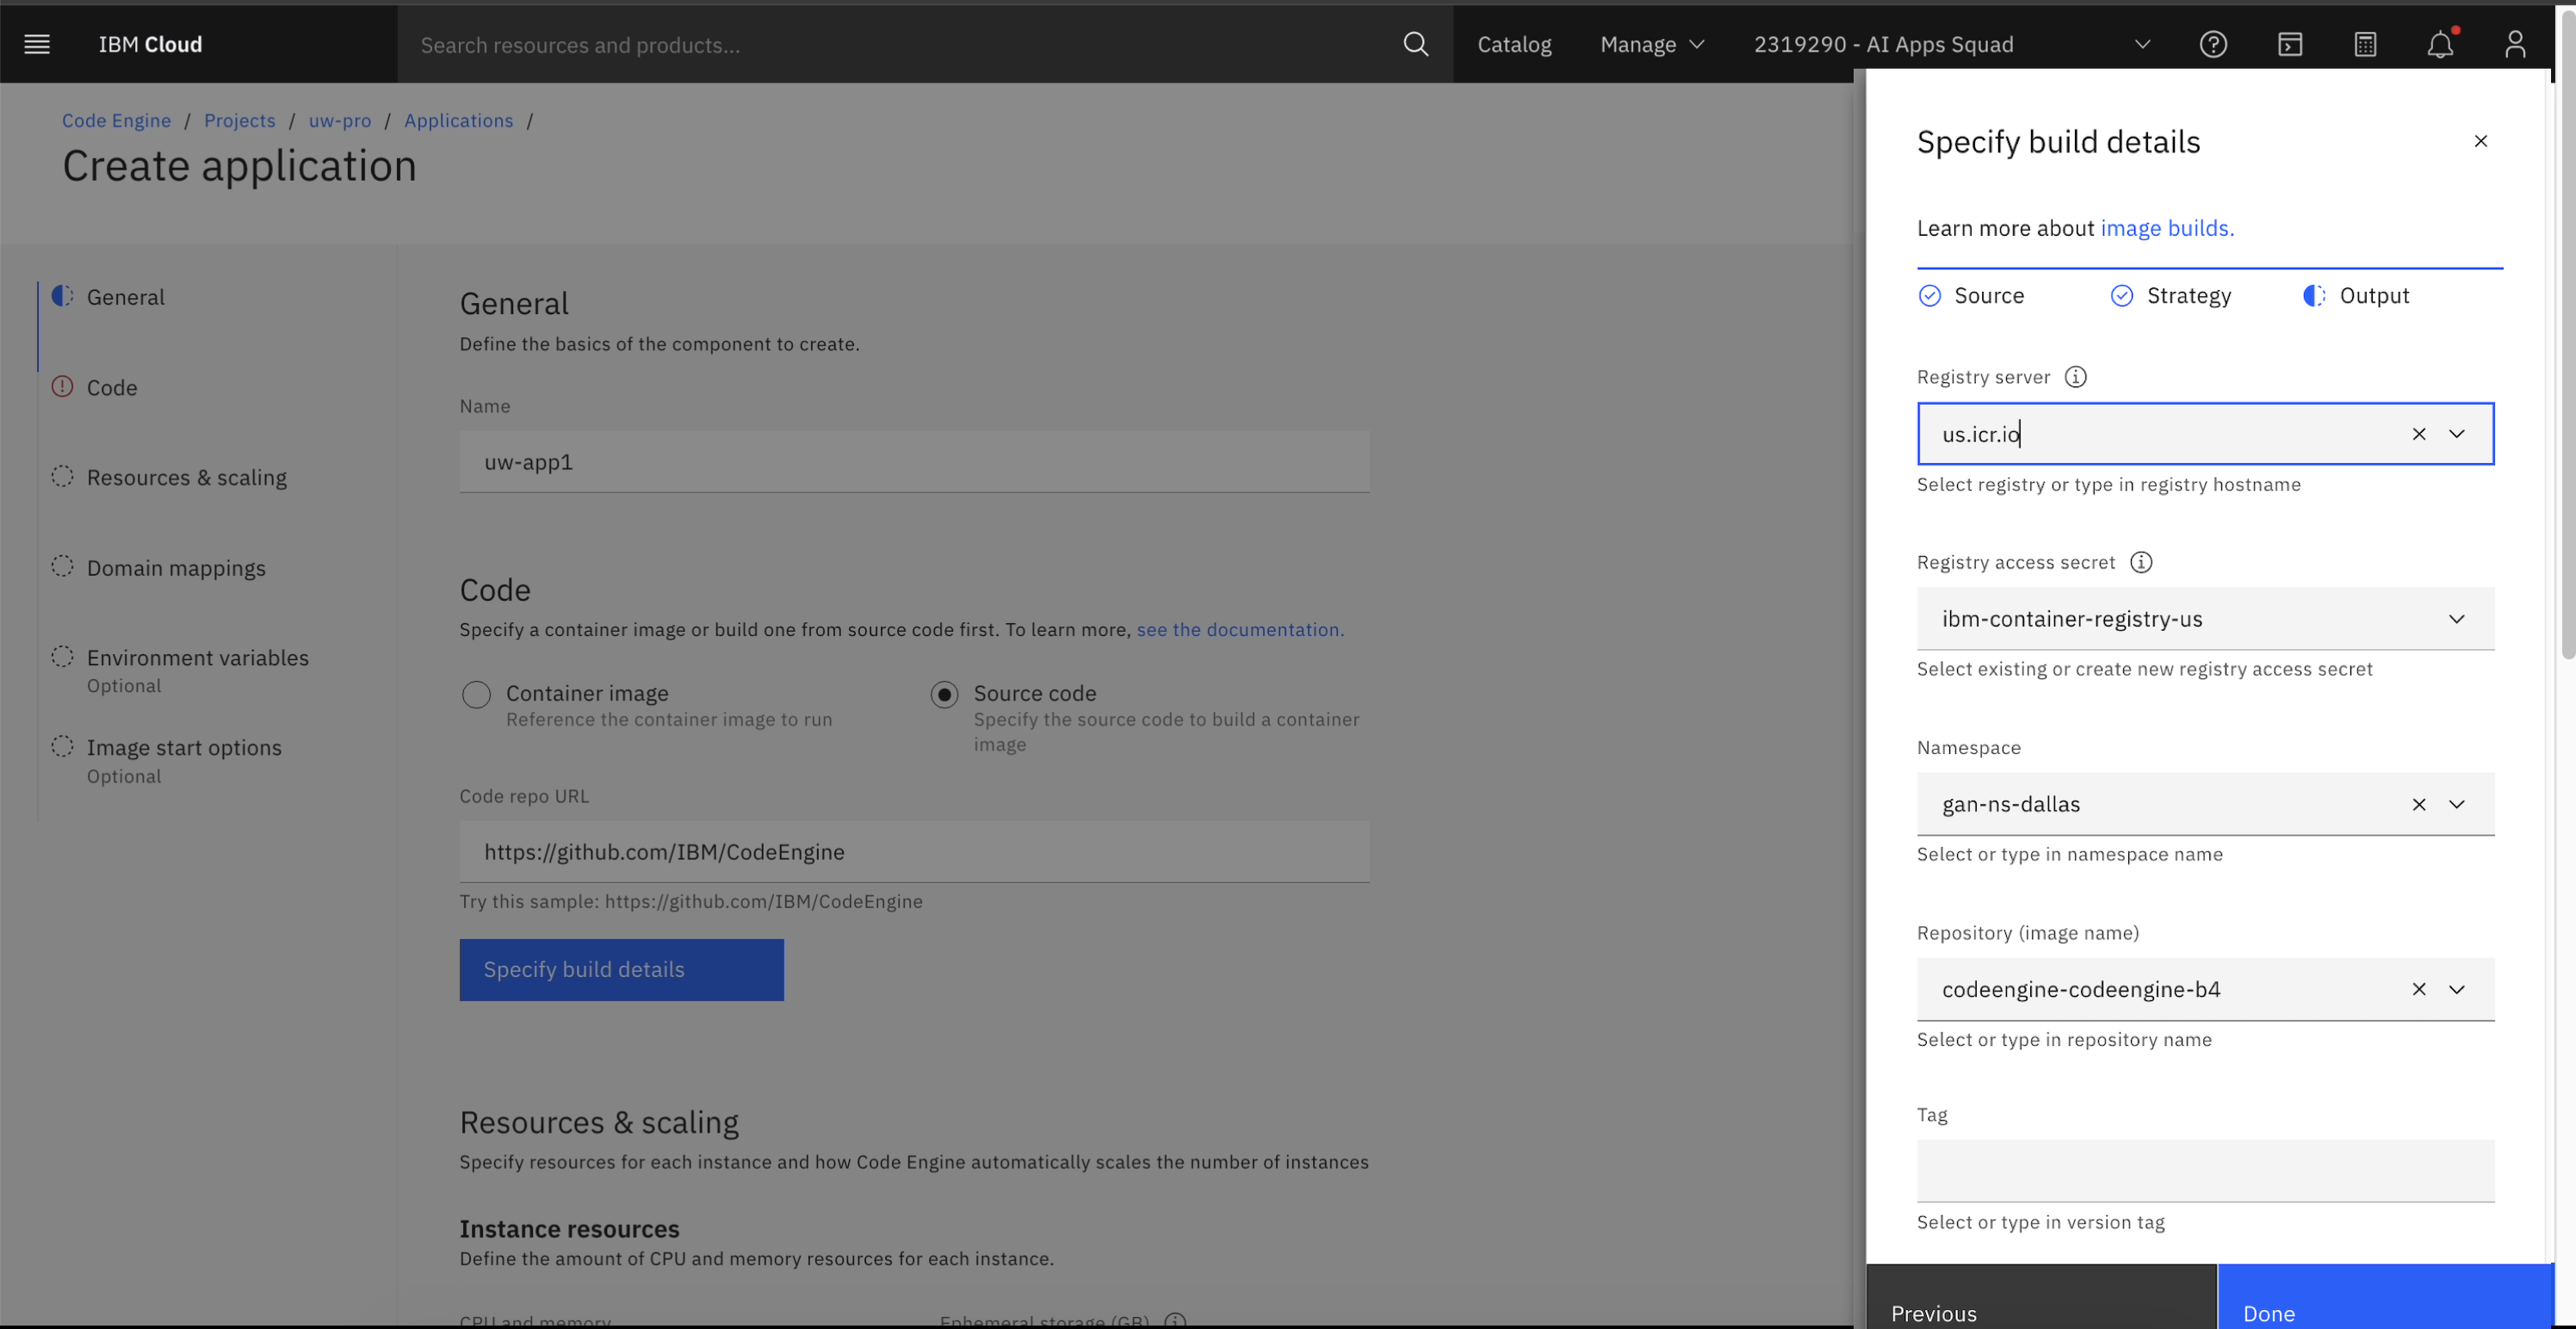 IBM Cloud
Search resources and products...
Catalog
Manage
2319290 - AI Apps Squad
Code Engine / Projects / uw-pro / Applications /
Create application
General
Code
Resources & scaling
Domain mappings
Environment variables
Optional
Image start options
Optional
General
Define the basics of the component to create.
Name
uw-app1
Code
Specify a container image or build one from source code first. To learn more, see the documentation.
Container image
Reference the container image to run
Source code
Specify the source code to build a container
image
Code repo URL
https://github.com/IBM/CodeEngine
Try this sample: https://github.com/IBM/CodeEngine
Specify build details
Resources & scaling
Specify resources for each instance and how Code Engine automatically scales the number of instances
Instance resources
Define the amount of CPU and memory resources for each instance.
CPU and memory
Ephemeral storage (GB)
Specify build details
Learn more about image builds.
Source
Strategy
Output
Registry server
us.icr.io
Select registry or type in registry hostname
Registry access secret
ibm-container-registry-us
Select existing or create new registry access secret
Namespace
gan-ns-dallas
Select or type in namespace name
Repository (image name)
codeengine-codeengine-b4
Select or type in repository name
Tag
Select or type in version tag
Previous
Done